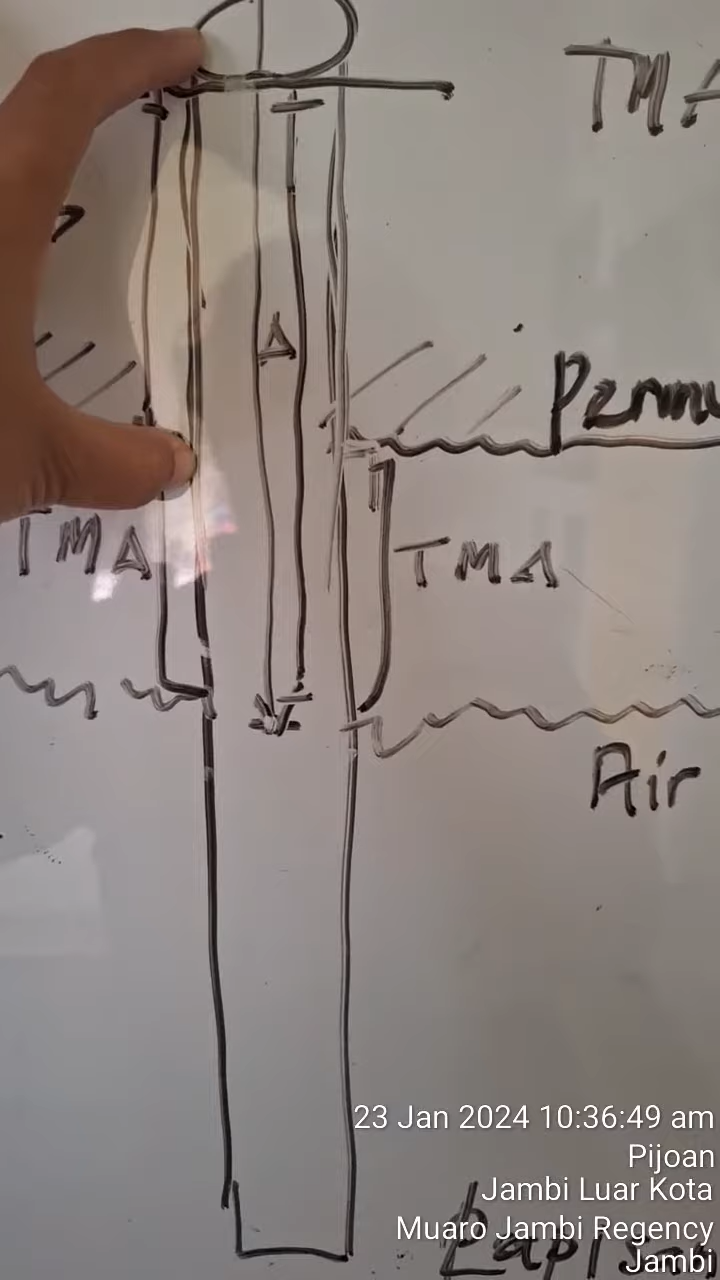 TMA
A
TMA
TMA
Air
23 Jan 2024 10:36:49 am
Pijoan
Jambi Luar Kota
Muaro Jambi Regency
Jambi